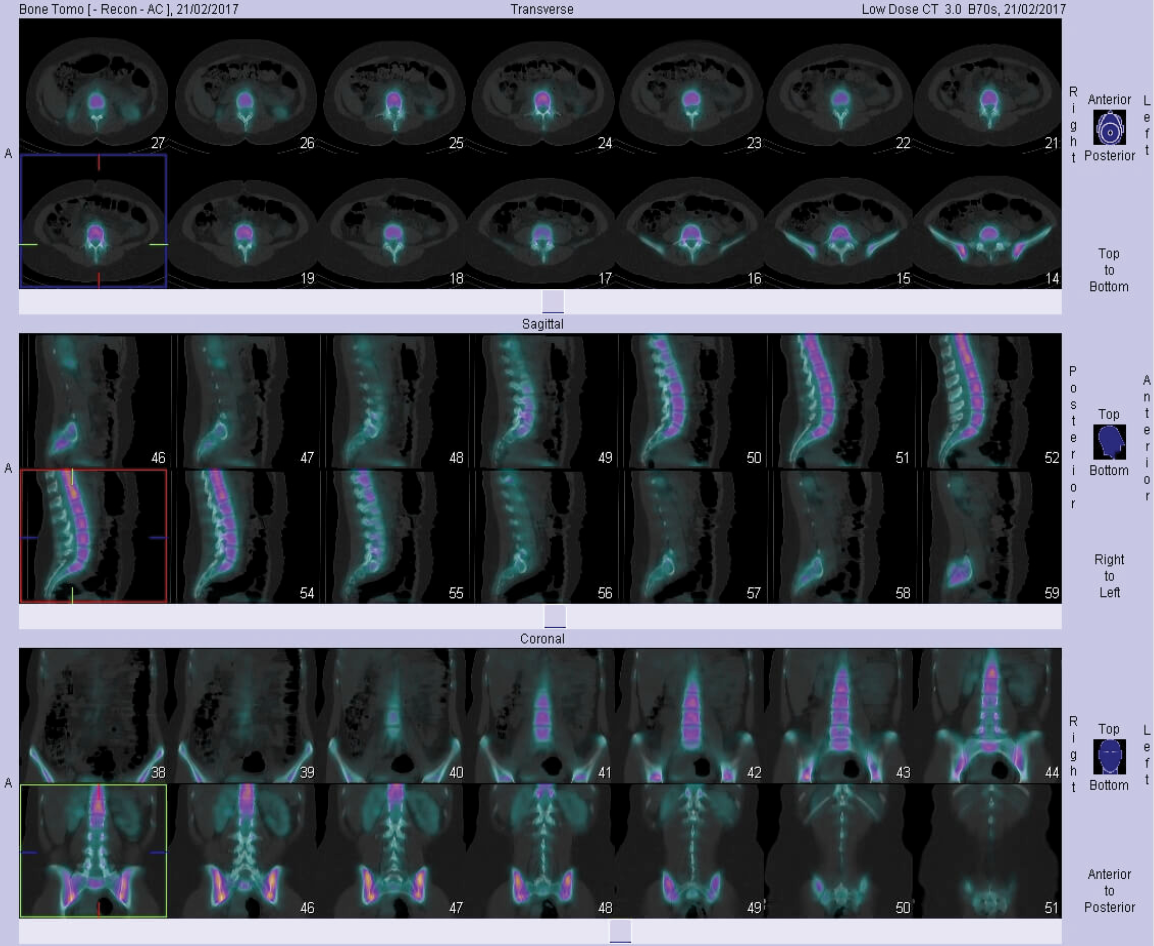 Bone Tomo [ - Recon - AC ], 21/02/2017 Transverse Low Dose CT 3.0 B70s, 21/02/2017
27 26 25 24 23 22 21
A
19 18 17 16 15 14
Right
Anterior
Posterior
Left
Top
to
Bottom
Sagittal
46 47 48 49 50 51 52
A
54 55 56 57 58 59
Posterior
Top
Bottom
Anterior
Right
to
Left
Coronal
38 39 40 41 42 43 44
A
46 47 48 49 50 51
Right
Top
Bottom
Left
Anterior
to
Posterior